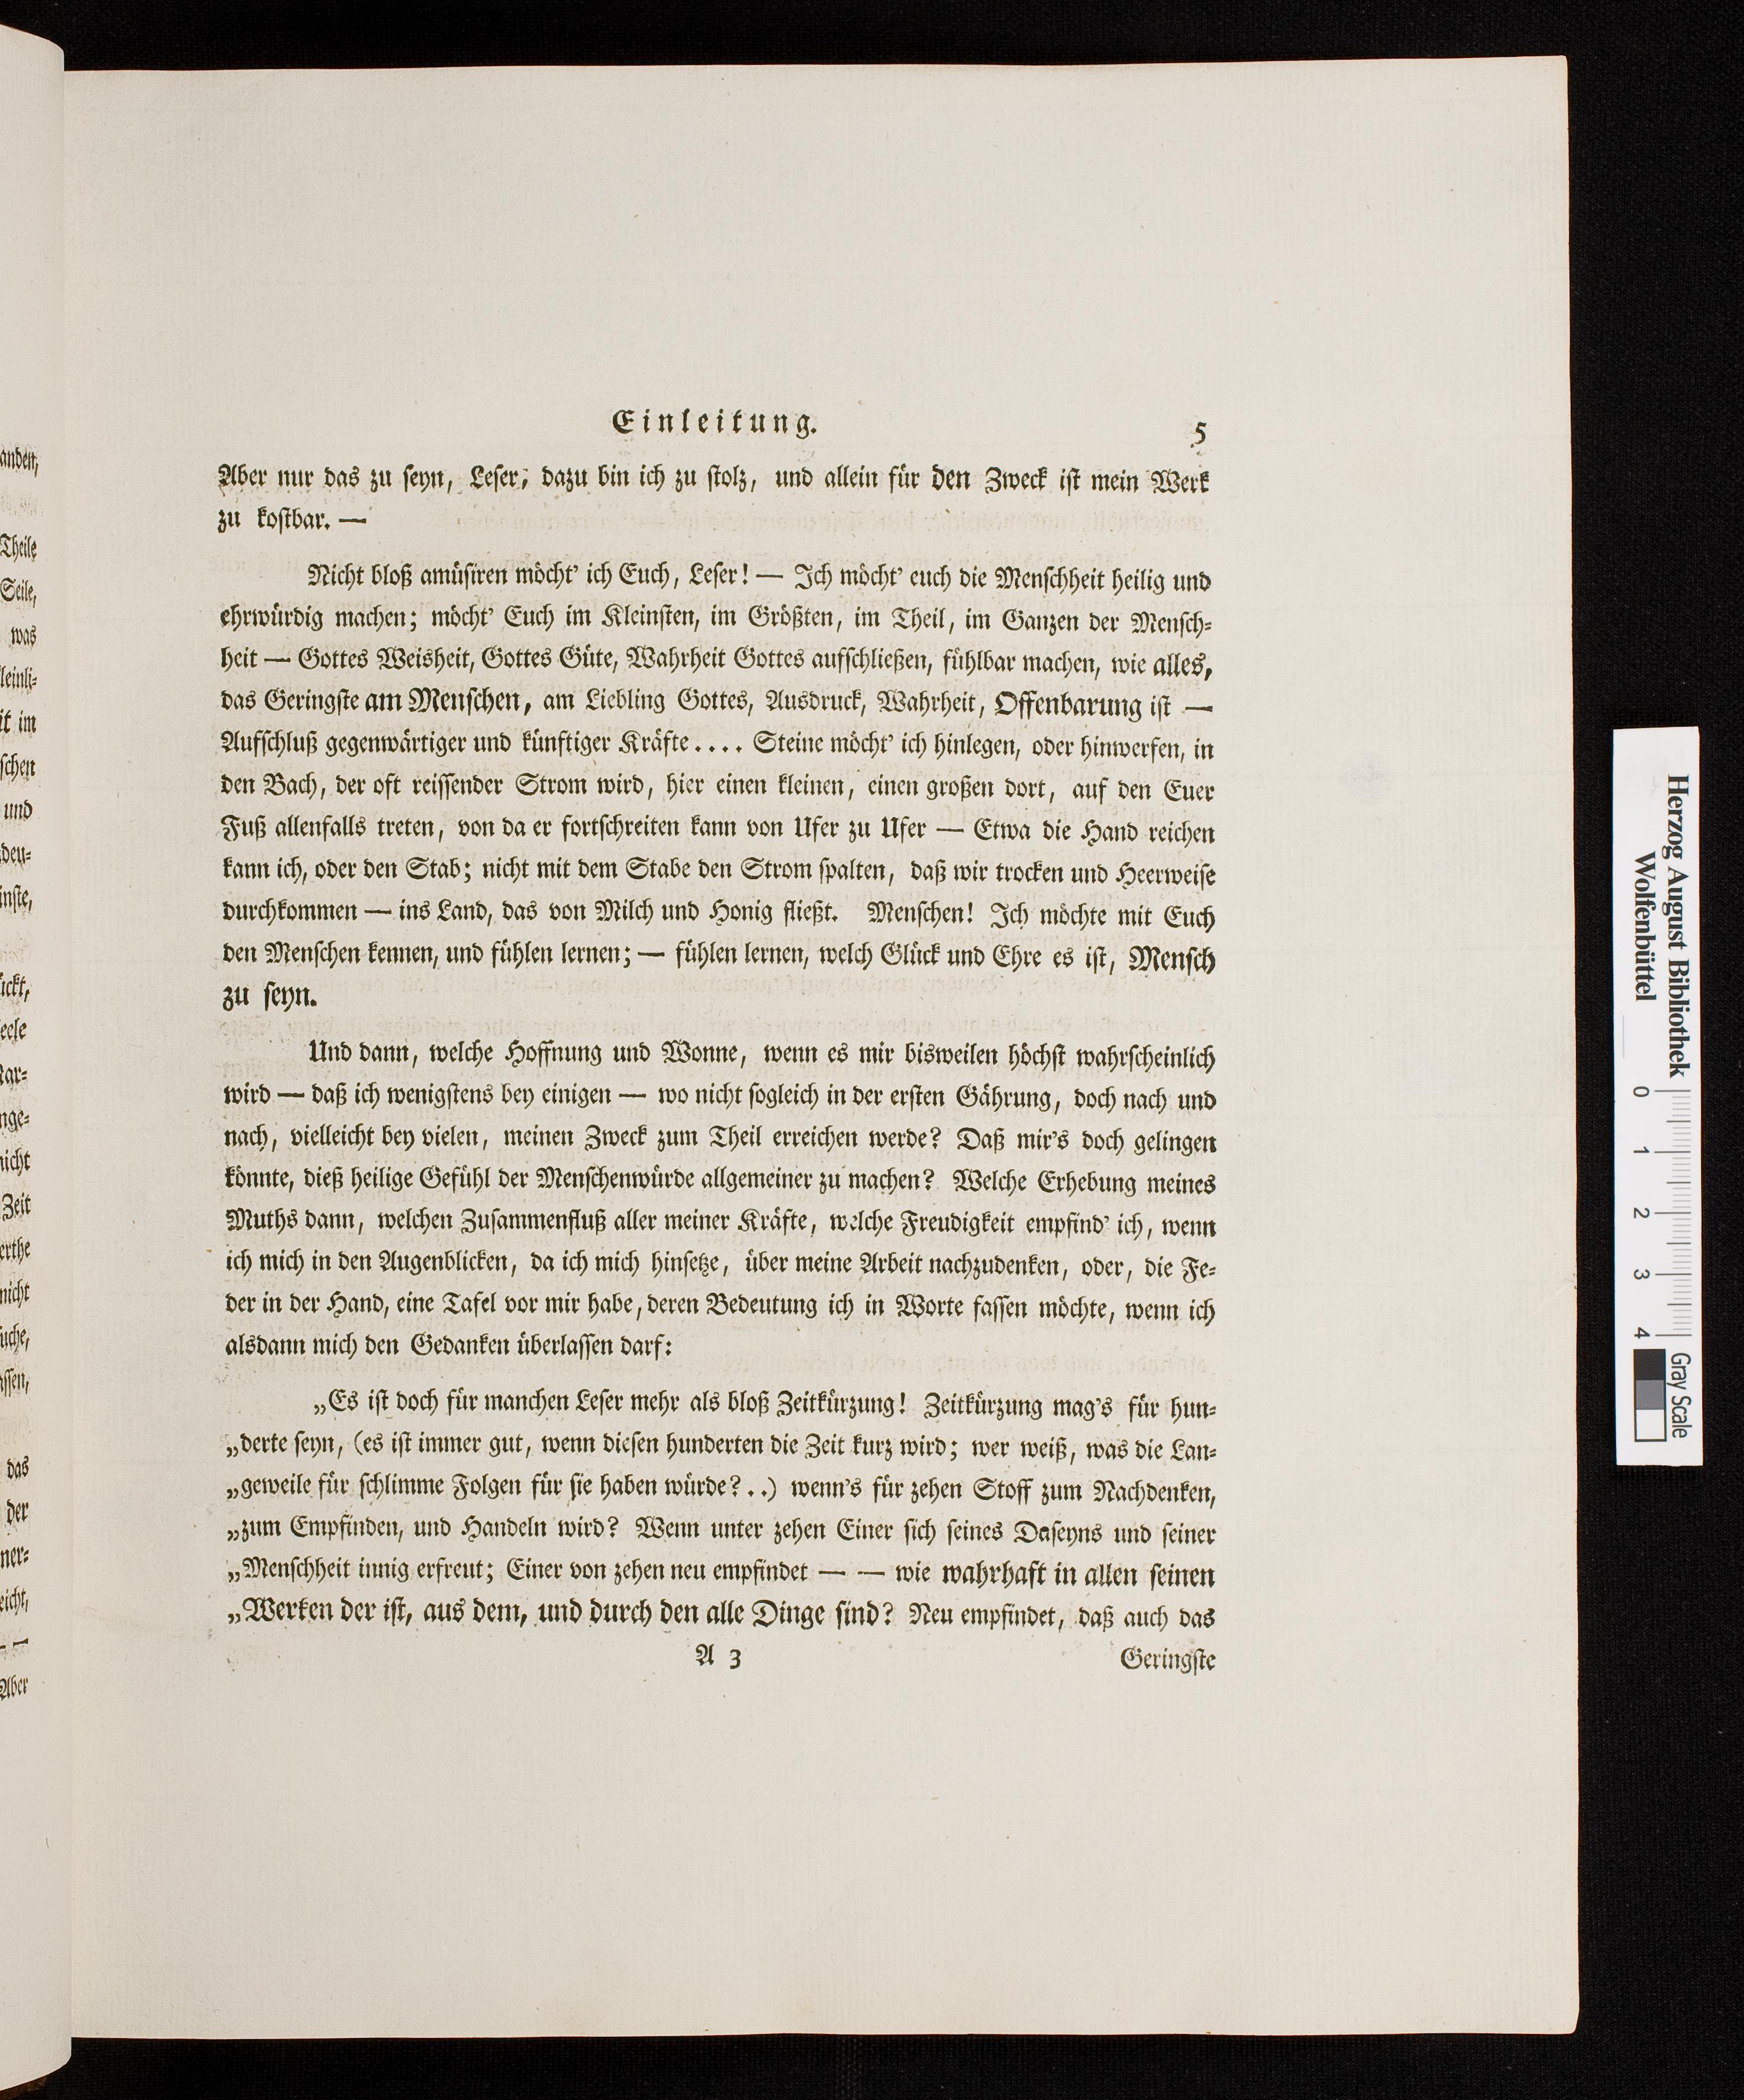 Einleitung. 5
Aber nur das zu seyn, Leser, dazu bin ich zu stolz, und allein für den Zweck ist mein Werk
zu kostbar. —
Nicht bloß amüsiren möcht' ich Euch, Leser! — Ich möcht' euch die Menschheit heilig und
ehrwürdig machen; möcht' Euch im Kleinsten, im Größten, im Theil, im Ganzen der Mensch-
heit — Gottes Weisheit, Gottes Güte, Wahrheit Gottes aufschließen, fühlbar machen, wie alles,
das Geringste am Menschen, am Liebling Gottes, Ausdruck, Wahrheit, Offenbarung ist —
Aufschluß gegenwärtiger und künftiger Kräfte.... Steine möcht' ich hinlegen, oder hinwerfen, in
den Bach, der oft reissender Strom wird, hier einen kleinen, einen großen dort, auf den Euer
Fuß allenfalls treten, von da er fortschreiten kann von Ufer zu Ufer — Etwa die Hand reichen
kann ich, oder den Stab; nicht mit dem Stabe den Strom spalten, daß wir trocken und Heerweise
durchkommen — ins Land, das von Milch und Honig fließt. Menschen! Ich möchte mit Euch
den Menschen kennen, und fühlen lernen; — fühlen lernen, welch Glück und Ehre es ist, Mensch
zu seyn.
Und dann, welche Hoffnung und Wonne, wenn es mir bisweilen höchst wahrscheinlich
wird — daß ich wenigstens bey einigen — wo nicht sogleich in der ersten Gährung, doch nach und
nach, vielleicht bey vielen, meinen Zweck zum Theil erreichen werde? Daß mir's doch gelingen
könnte, dieß heilige Gefühl der Menschenwürde allgemeiner zu machen? Welche Erhebung meines
Muths dann, welchen Zusammenfluß aller meiner Kräfte, welche Freudigkeit empfind' ich, wenn
ich mich in den Augenblicken, da ich mich hinsetze, über meine Arbeit nachzudenken, oder, die Fe-
der in der Hand, eine Tafel vor mir habe, deren Bedeutung ich in Worte fassen möchte, wenn ich
alsdann mich den Gedanken überlassen darf:
„Es ist doch für manchen Leser mehr als bloß Zeitkürzung! Zeitkürzung mag's für hun-
„derte seyn, (es ist immer gut, wenn diesen hunderten die Zeit kurz wird; wer weiß, was die Lan-
„geweile für schlimme Folgen für sie haben würde?..) wenn's für zehen Stoff zum Nachdenken,
„zum Empfinden, und Handeln wird? Wenn unter zehen Einer sich seines Daseyns und seiner
„Menschheit innig erfreut; Einer von zehen neu empfindet — — wie wahrhaft in allen seinen
„Werken der ist, aus dem, und durch den alle Dinge sind? Neu empfindet, daß auch das
A 3 Geringste
anden,
Theile
Seile,
was
leinli-
it im
schen
und
deu-
inste,
ückt,
eele
kar-
nge-
nicht
Zeit
erthe
nicht
uche,
assen,
das
der
ner-
eicht,
— —
Aber
Herzog August Bibliothek
Wolfenbüttel
0 1 2 3 4
Gray Scale